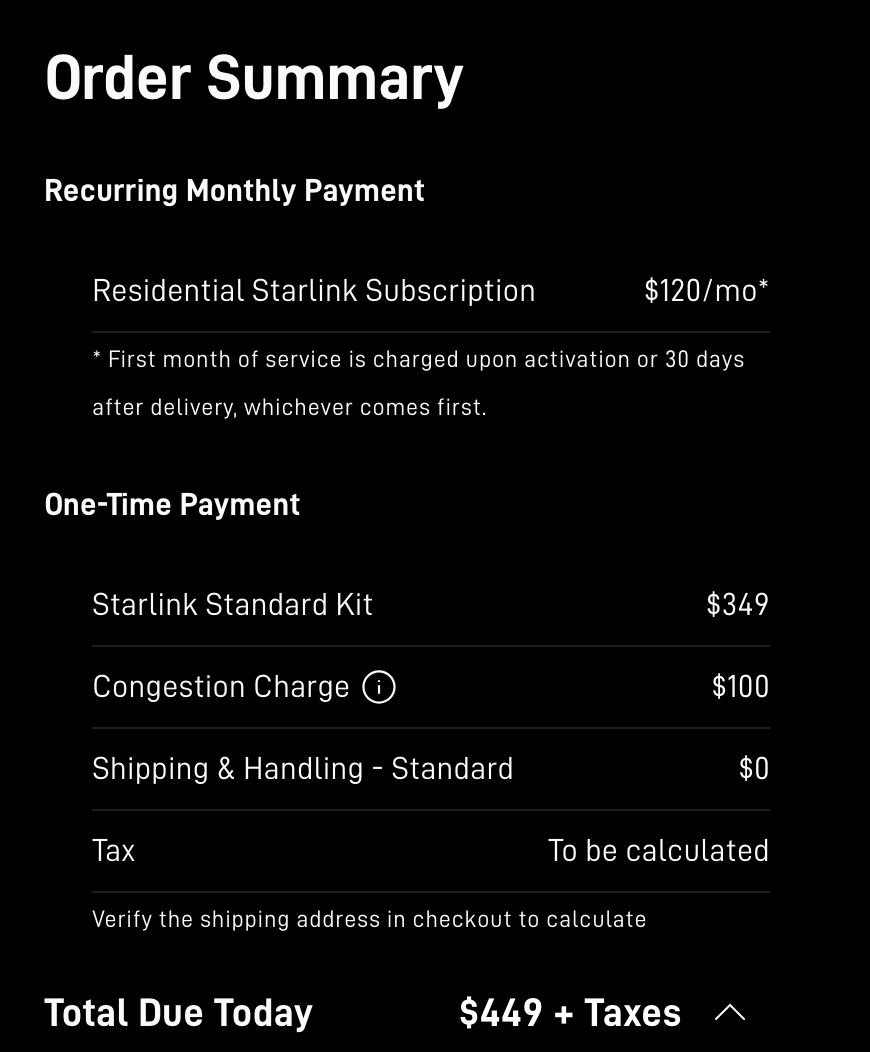 Order Summary
Recurring Monthly Payment
Residential Starlink Subscription $120/mo*
* First month of service is charged upon activation or 30 days
after delivery, whichever comes first.
One-Time Payment
Starlink Standard Kit $349
Congestion Charge $100
Shipping & Handling - Standard $0
Tax To be calculated
Verify the shipping address in checkout to calculate
Total Due Today $449 + Taxes